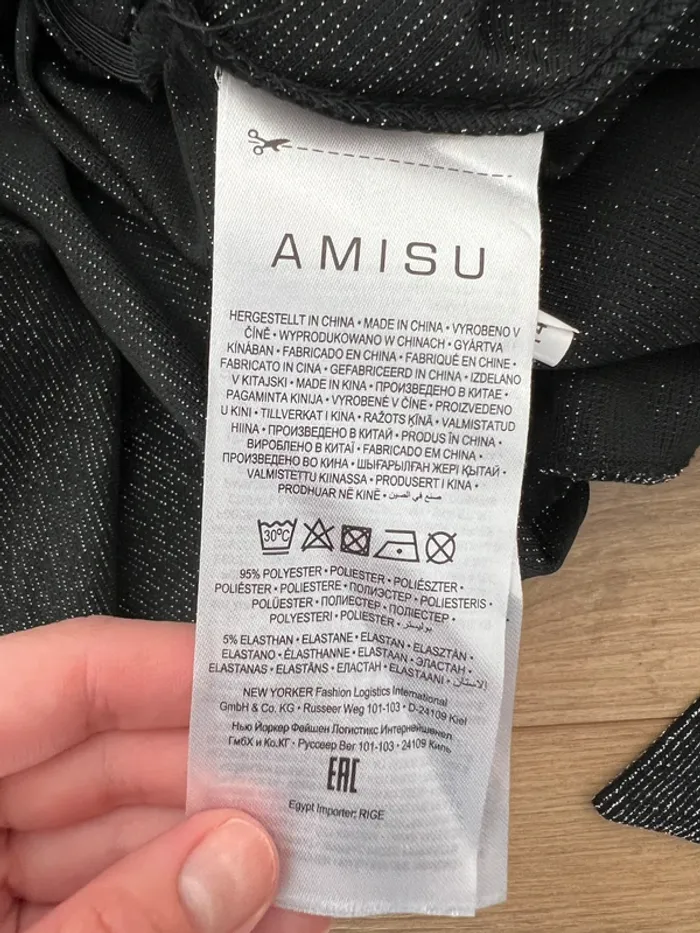 AMISU
HERGESTELLT IN CHINA • MADE IN CHINA • VYROBENO V
ČÍNĚ • WYPRODUKOWANO W CHINACH • GYÁRTVA
KÍNÁBAN • FABRICADO EN CHINA • FABRIQUÉ EN CHINE •
FABRICATO IN CINA • GEFABRICEERD IN CHINA • IZDELANO
V KITAJSKI • MADE IN KINA • ПРОИЗВЕДЕНО В КИТАЕ •
PAGAMINTA KINIJA • VYROBENÉ V ČÍNE • PROIZVEDENO
U KINI • TILLVERKAT I KINA • RAŽOTS ĶĪNĀ • VALMISTATUD
HIINA • ПРОИЗВЕДЕНО В КИТАЙ • PRODUS ÎN CHINA •
ВИРОБЛЕНО В КИТАЇ • FABRICADO EM CHINA •
ПРОИЗВЕДЕНО ВО КИНА • ШЫҒАРЫЛҒАН ЖЕРІ ҚЫТАЙ •
VALMISTETTU KIINASSA • PRODUSERT I KINA •
PRODHUAR NË KINË • صنع في الصين
30°C
95% POLYESTER • POLIESTER • POLIÉSZTER •
POLIÉSTER • POLIESTERE • ПОЛИЭСТЕР • POLIESTERIS •
POLÜESTER • ПОЛИЕСТЕР • ПОЛІЕСТЕР •
POLYESTERI • POLIESTËR • بوليستر
5% ELASTHAN • ELASTANE • ELASTAN • ELASZTÁN •
ELASTANO • ÉLASTHANNE • ELASTAAN • ЭЛАСТАН •
ELASTANAS • ELASTĀNS • ЕЛАСТАН • ELASTAANI • الاستان
NEW YORKER Fashion Logistics International
GmbH & Co. KG • Russeer Weg 101-103 • D-24109 Kiel
Нью Йоркер Фейшен Логистикс Интернейшенел
ГмбХ и Ко.КГ • Руссеер Вег 101-103 • 24109 Киль
EAC
Egypt Importer: RIGE